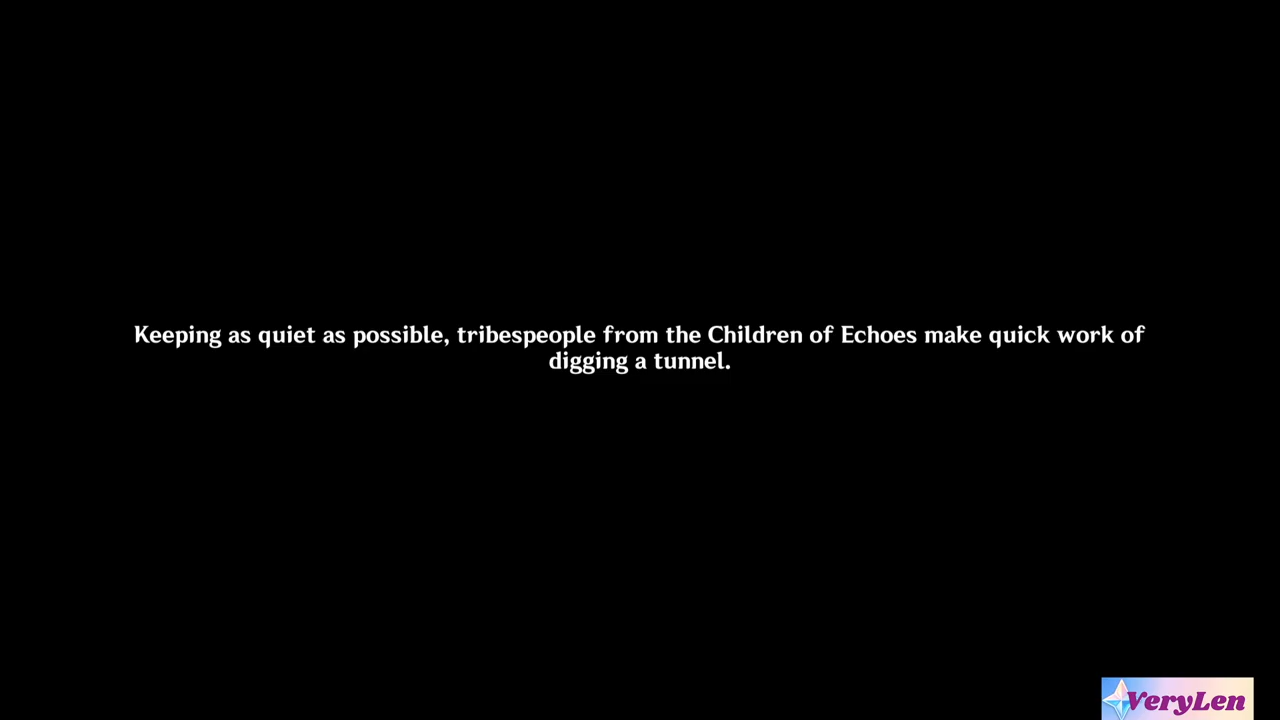 Keeping as quiet as possible, tribespeople from the Children of Echoes make quick work of
digging a tunnel.
VeryLen